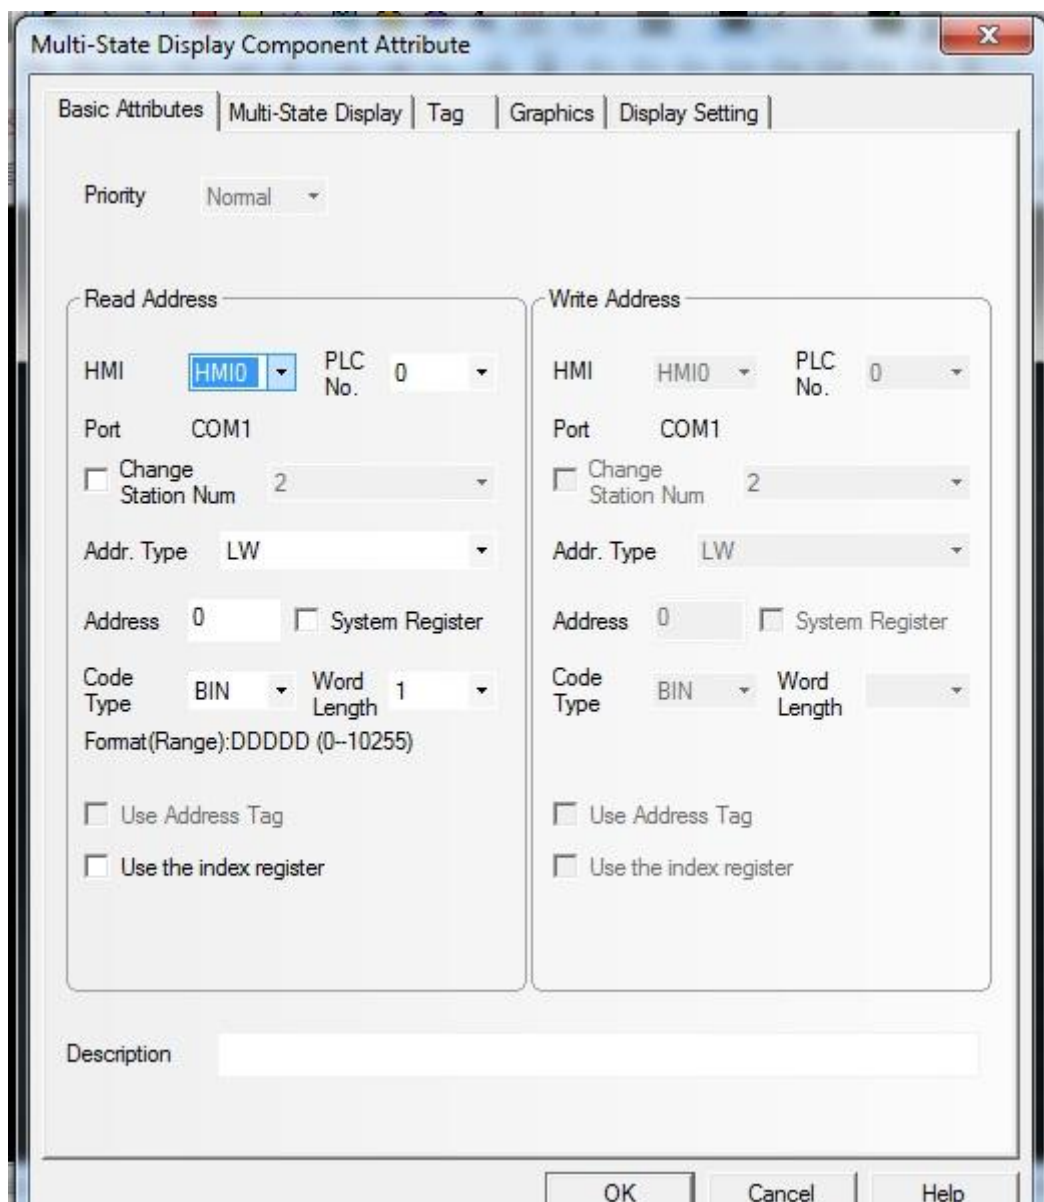 Multi-State Display Component Attribute
Basic Attributes Multi-State Display Tag Graphics Display Setting
Priority Normal
Read Address
HMI HMI0 PLC No. 0
Port COM1
Change Station Num 2
Addr. Type LW
Address 0 System Register
Code Type BIN Word Length 1
Format(Range):DDDDD (0--10255)
Use Address Tag
Use the index register
Write Address
HMI HMI0 PLC No. 0
Port COM1
Change Station Num 2
Addr. Type LW
Address 0 System Register
Code Type BIN Word Length
Use Address Tag
Use the index register
Description
OK Cancel Help